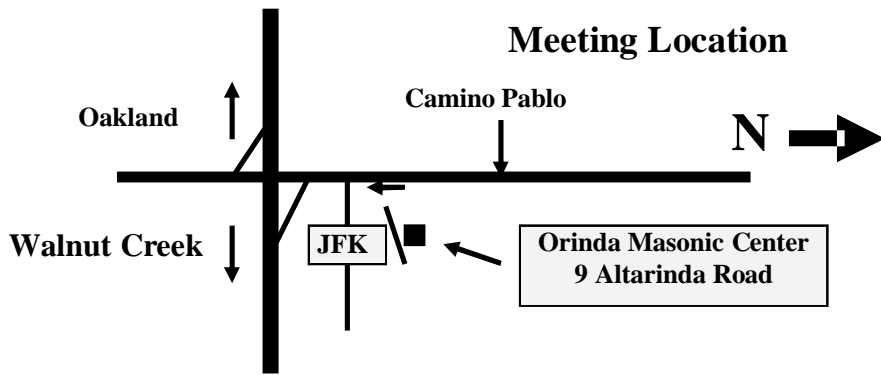 Meeting Location
Camino Pablo
Oakland
N
Walnut Creek
JFK
Orinda Masonic Center
9 Altarinda Road